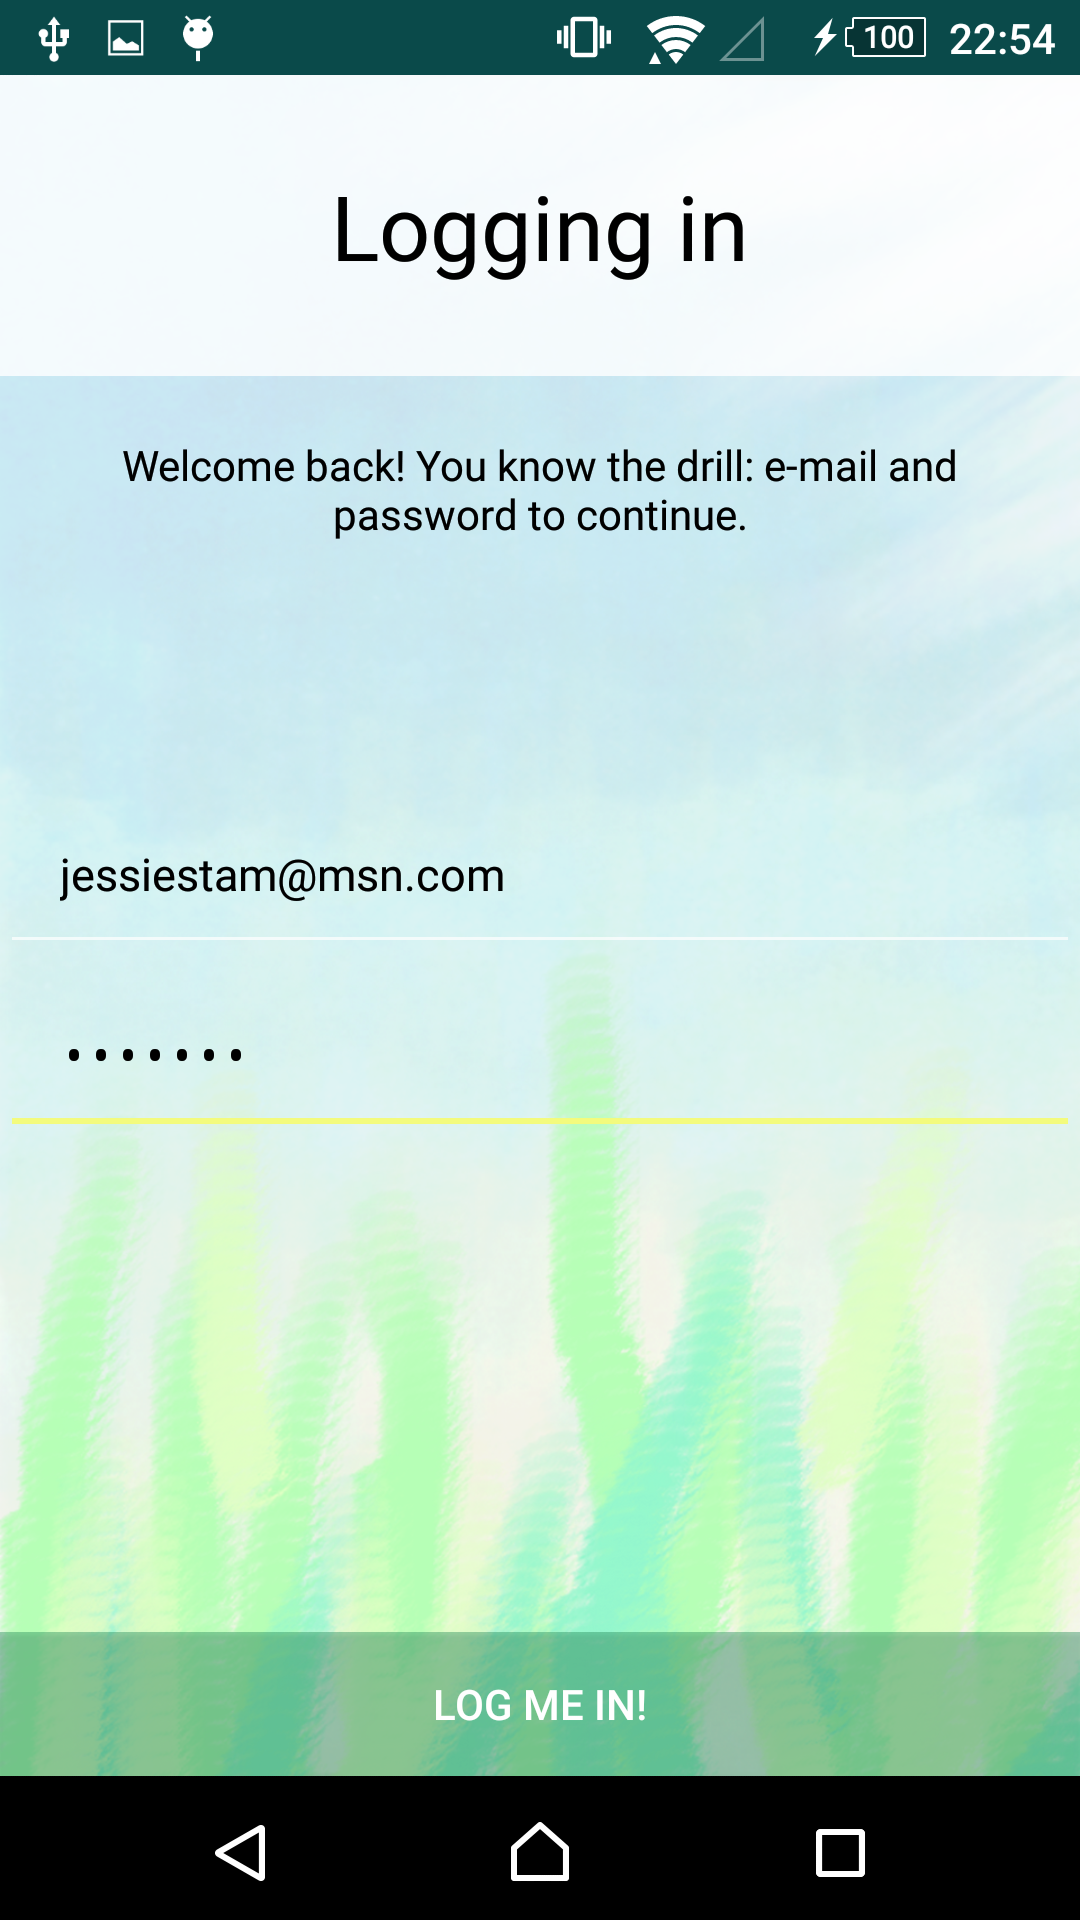 100 22:54
Logging in
Welcome back! You know the drill: e-mail and
password to continue.
jessiestam@msn.com
•••••••
LOG ME IN!